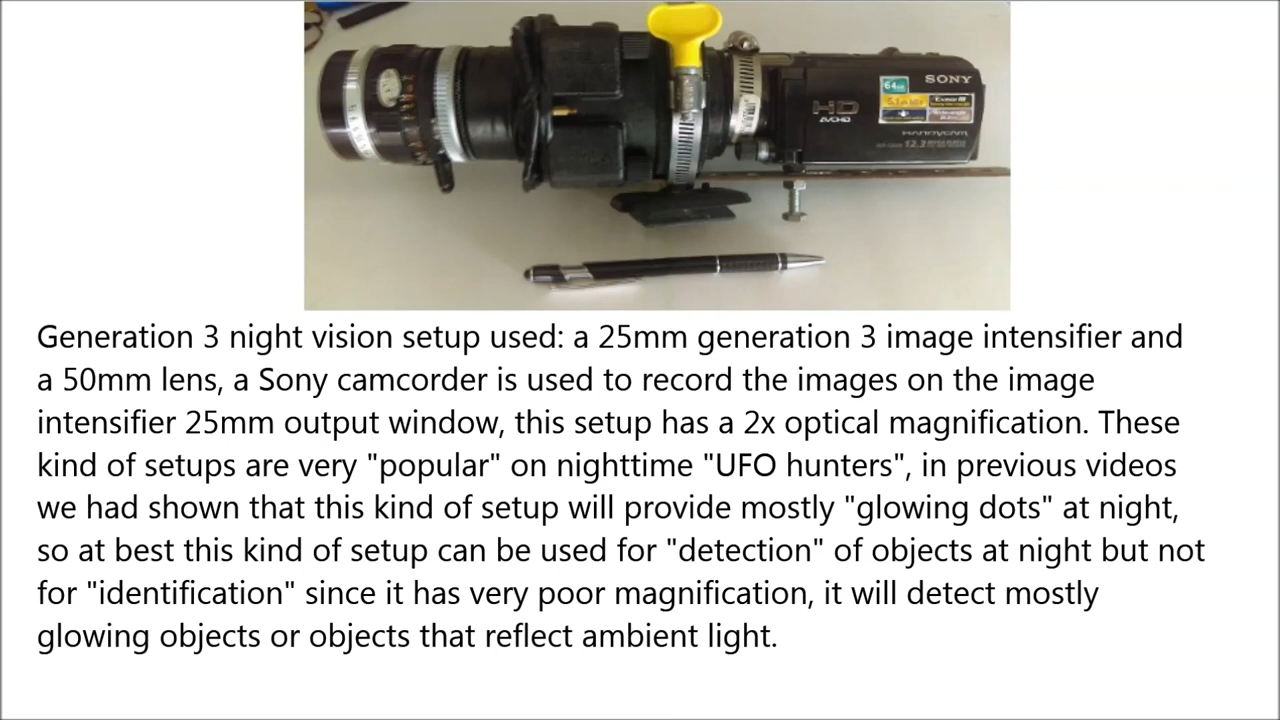 SONY
64
HD
AVCHD
HANDYCAM
12.3
Generation 3 night vision setup used: a 25mm generation 3 image intensifier and
a 50mm lens, a Sony camcorder is used to record the images on the image
intensifier 25mm output window, this setup has a 2x optical magnification. These
kind of setups are very "popular" on nighttime "UFO hunters", in previous videos
we had shown that this kind of setup will provide mostly "glowing dots" at night,
so at best this kind of setup can be used for "detection" of objects at night but not
for "identification" since it has very poor magnification, it will detect mostly
glowing objects or objects that reflect ambient light.